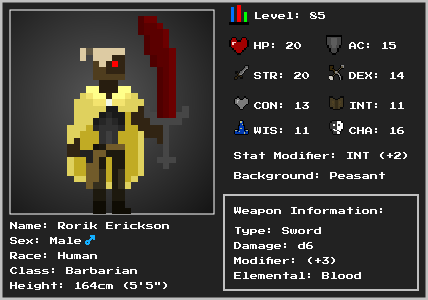 Level: 85
HP: 20
AC: 15
STR: 20
DEX: 14
CON: 13
INT: 11
WIS: 11
CHA: 16
Stat Modifier: INT (+2)
Background: Peasant
Name: Rorik Erickson
Sex: Male
Race: Human
Class: Barbarian
Height: 164cm (5'5")
Weapon Information:
Type: Sword
Damage: d6
Modifier: (+3)
Elemental: Blood